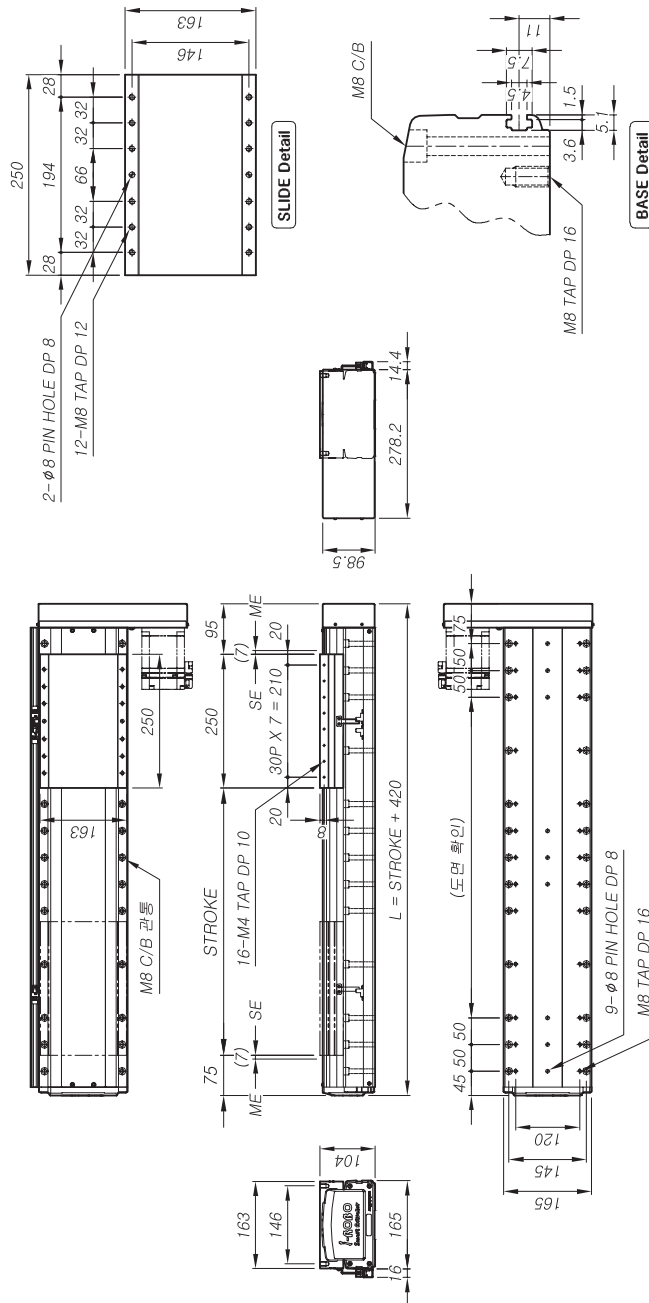 163
146
250
28
194
28
32
32
66
32
32
2-ϕ8 PIN HOLE DP 8
12-M8 TAP DP 12
SLIDE Detail
M8 C/B
11
7.5
4.5
1.5
5.1
3.6
M8 TAP DP 16
BASE Detail
98.5
278.2
14.4
163
250
M8 C/B 관통
75
STROKE
250
95
(7)
(7)
ME
SE
SE
ME
20
30P X 7 = 210
20
16-M4 TAP DP 10
8
L = STROKE + 420
45
50
50
(도면 확인)
50
50
75
120
145
165
9-ϕ8 PIN HOLE DP 8
M8 TAP DP 16
163
146
104
i-ROBO
165
16